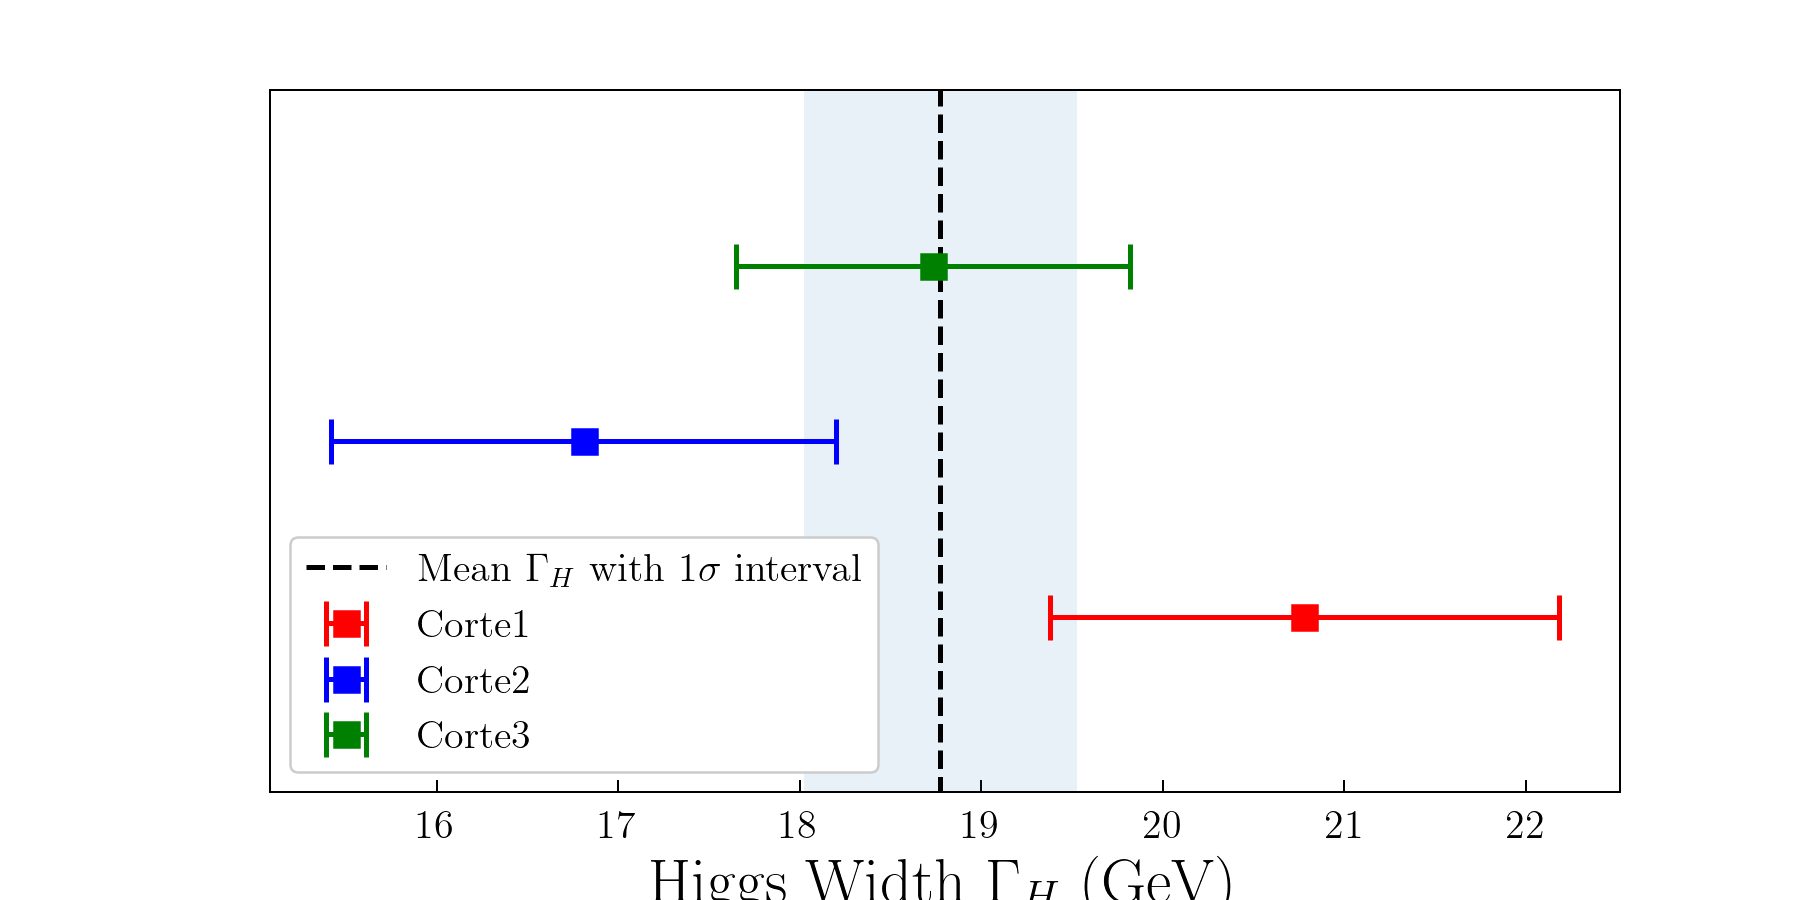 Mean Γ_H with 1σ interval
Corte1
Corte2
Corte3
16 17 18 19 20 21 22
Higgs Width Γ_H (GeV)